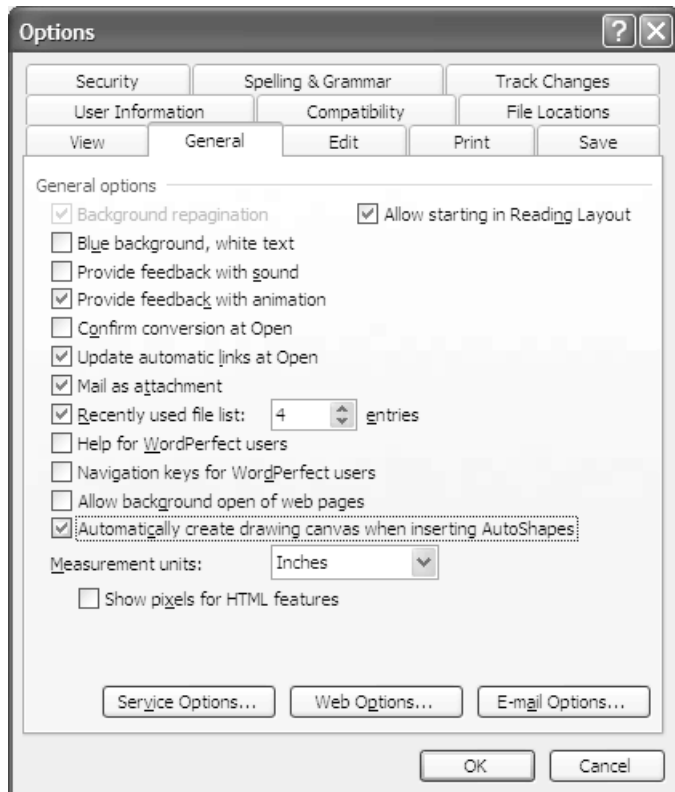 Options
Security Spelling & Grammar Track Changes
User Information Compatibility File Locations
View General Edit Print Save
General options
Background repagination Allow starting in Reading Layout
Blue background, white text
Provide feedback with sound
Provide feedback with animation
Confirm conversion at Open
Update automatic links at Open
Mail as attachment
Recently used file list: 4 entries
Help for WordPerfect users
Navigation keys for WordPerfect users
Allow background open of web pages
Automatically create drawing canvas when inserting AutoShapes
Measurement units: Inches
Show pixels for HTML features
Service Options... Web Options... E-mail Options...
OK Cancel